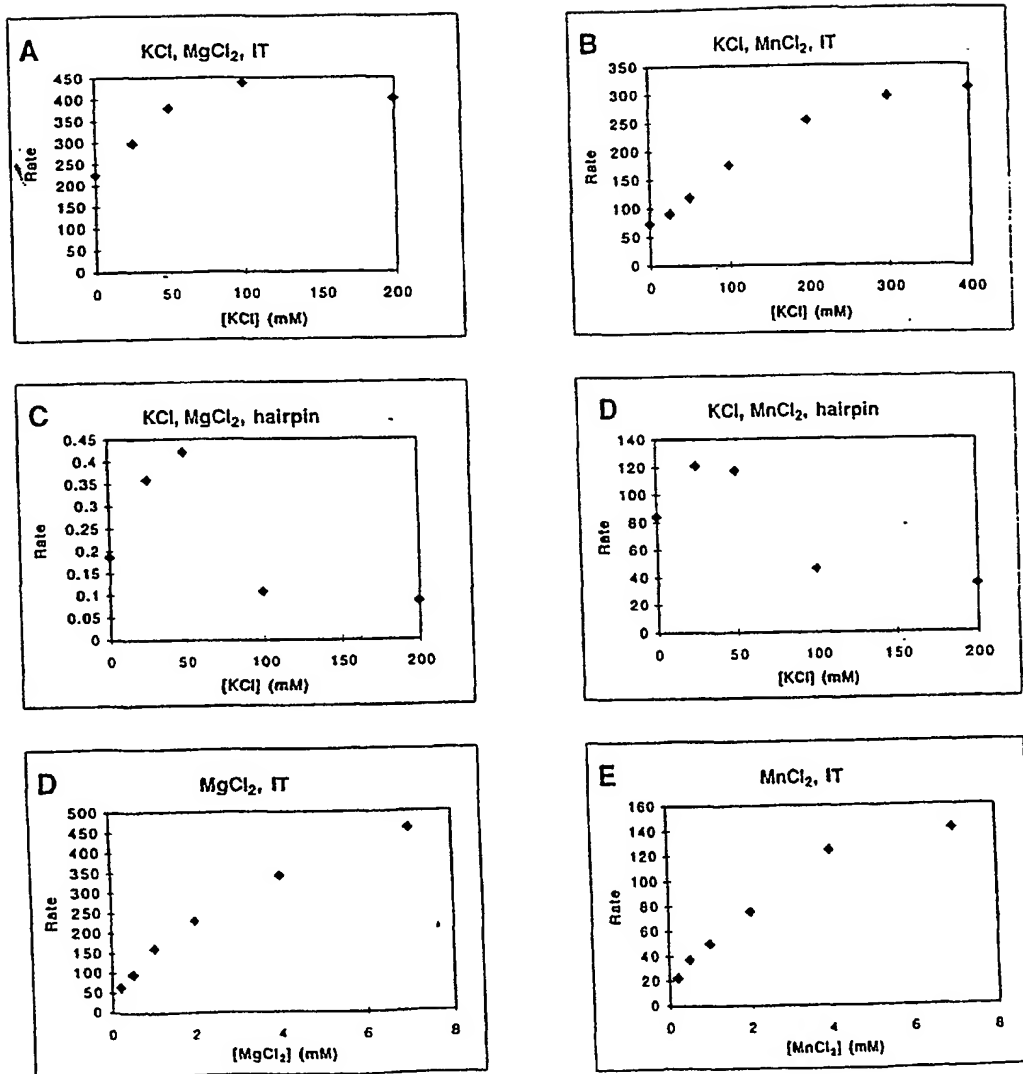 A
KCl, MgCl₂, IT
450
400
350
300
250
200
150
100
50
0
Rate
0 50 100 150 200
[KCl] (mM)
B
KCl, MnCl₂, IT
350
300
250
200
150
100
50
0
Rate
0 100 200 300 400
[KCl] (mM)
C
KCl, MgCl₂, hairpin
0.45
0.4
0.35
0.3
0.25
0.2
0.15
0.1
0.05
0
Rate
0 50 100 150 200
[KCl] (mM)
D
KCl, MnCl₂, hairpin
140
120
100
80
60
40
20
0
Rate
0 50 100 150 200
[KCl] (mM)
D
MgCl₂, IT
500
450
400
350
300
250
200
150
100
50
0
Rate
0 2 4 6 8
[MgCl₂] (mM)
E
MnCl₂, IT
160
140
120
100
80
60
40
20
0
Rate
0 2 4 6 8
[MnCl₂] (mM)